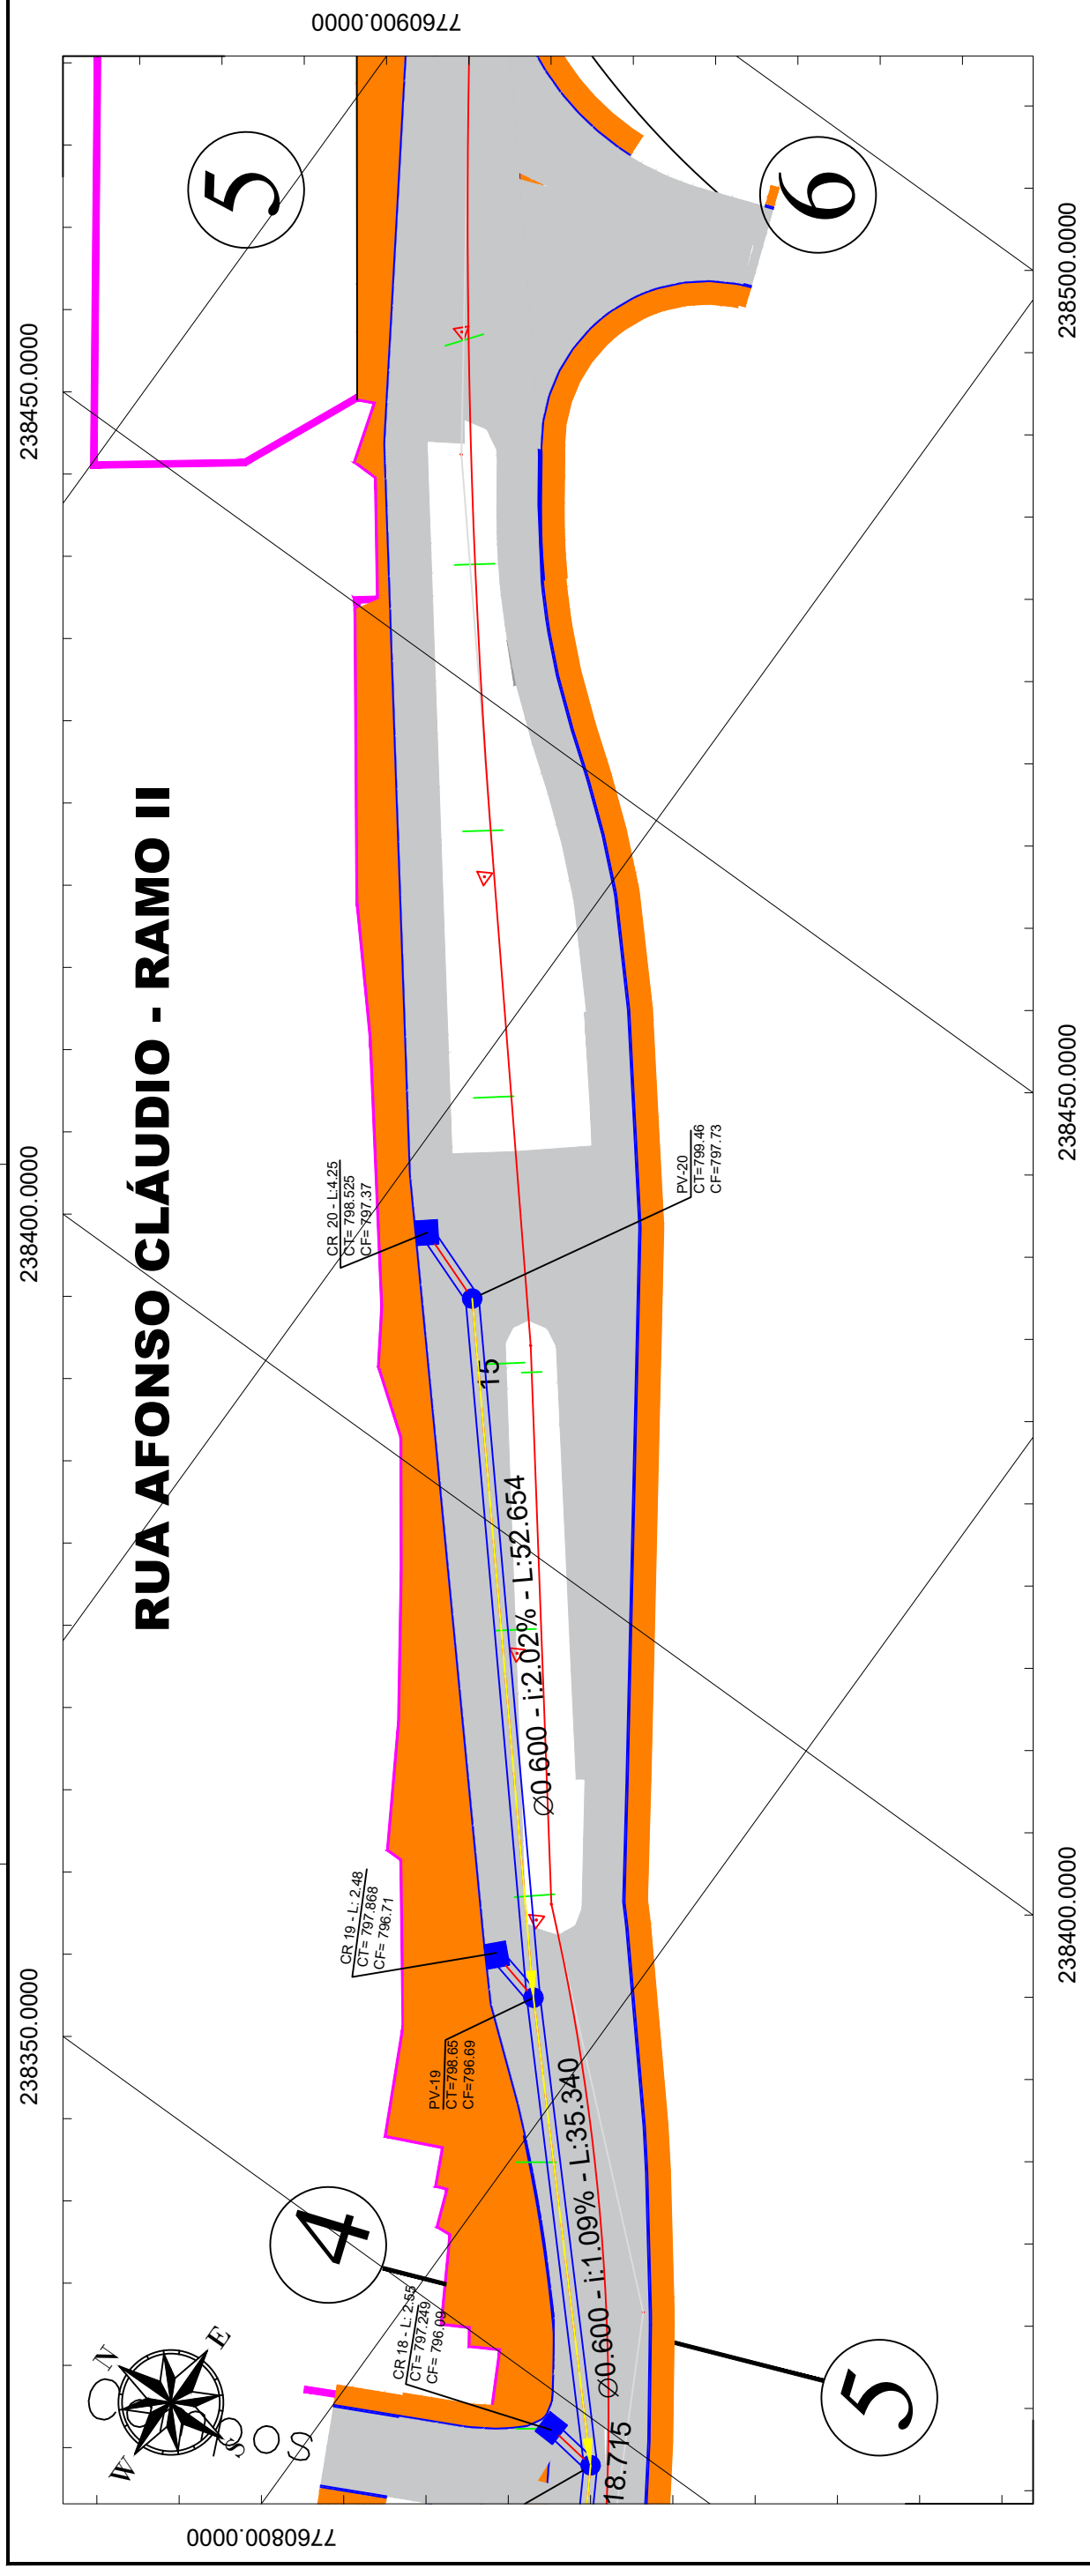 RUA AFONSO CLÁUDIO - RAMO II
7760900.0000
7760800.0000
238350.0000
238400.0000
238450.0000
238400.0000
238450.0000
238500.0000
5
6
4
5
N
E
S
W
CR 20 - L:4.25
CT= 798.525
CF= 797.37
PV-20
CT=799.46
CF=797.73
15
Ø0.600 - i:2.02% - L:52.654
CR 19 - L: 2.48
CT= 797.868
CF= 796.71
PV-19
CT=798.65
CF=796.69
Ø0.600 - i:1.09% - L:35.340
CR 18 - L: 2.55
CT= 797.249
CF= 796.09
18.715